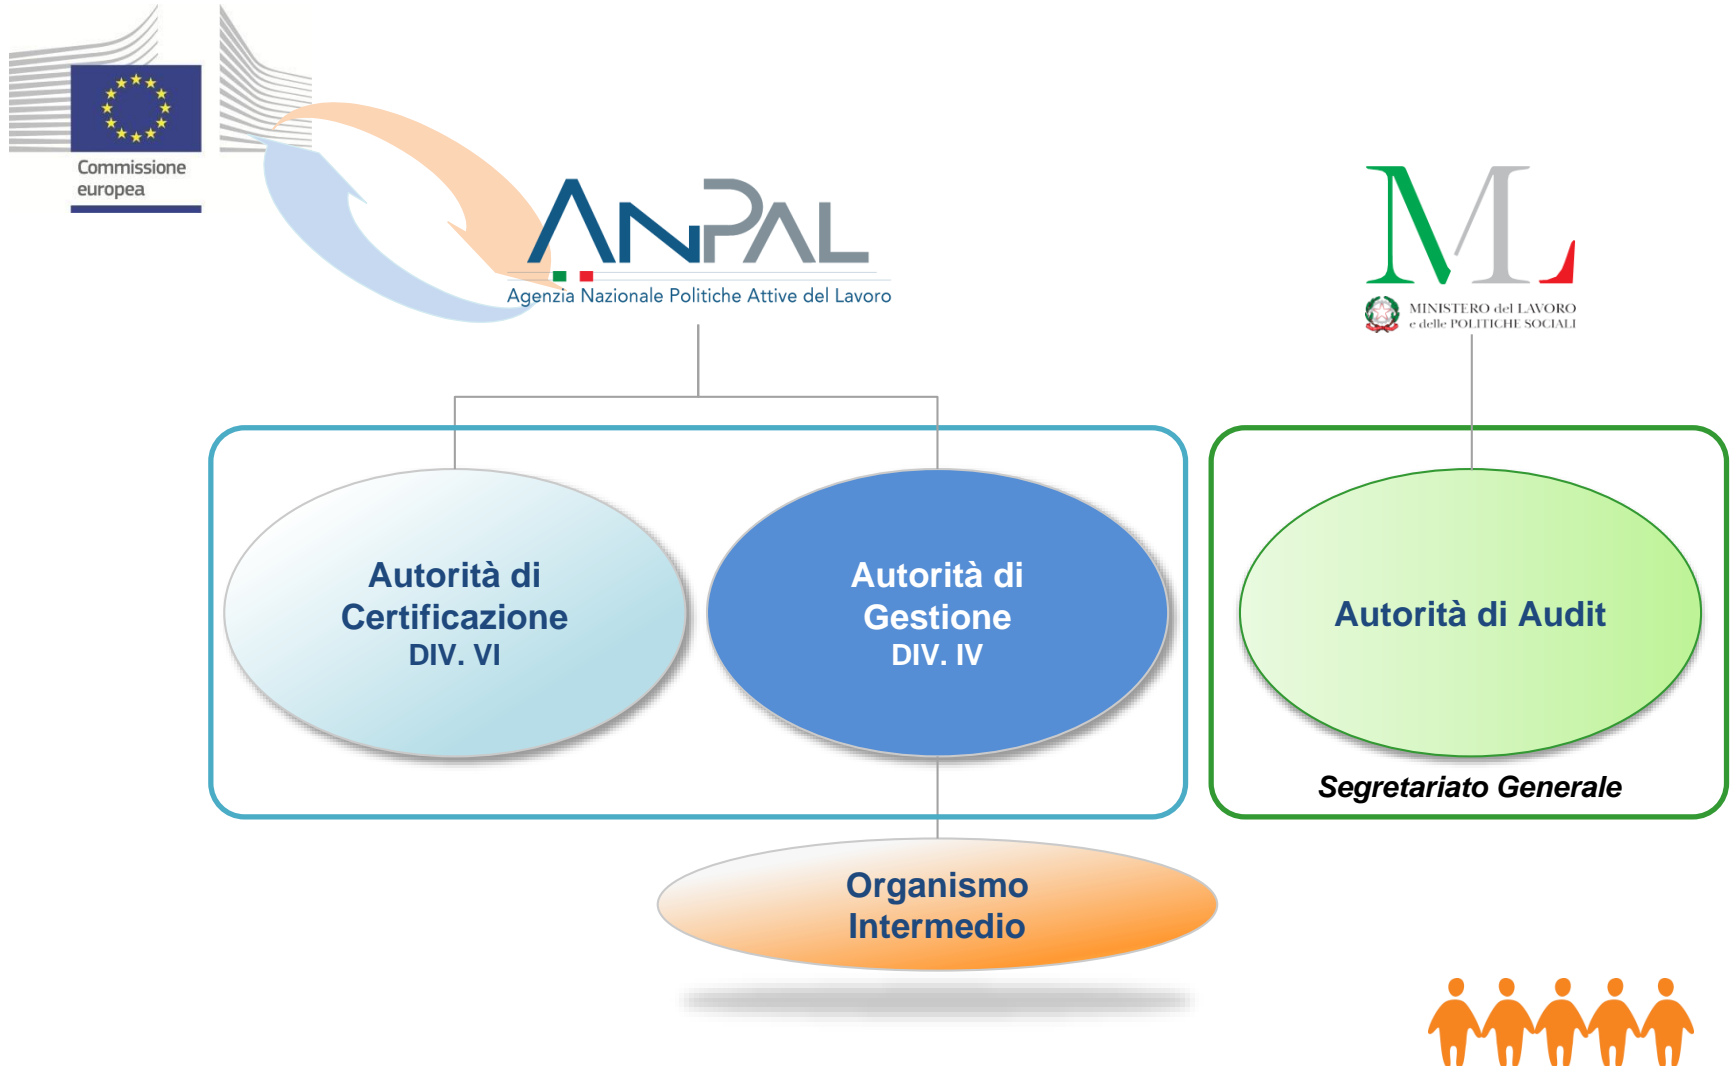 Commissione
europea
ANPAL
Agenzia Nazionale Politiche Attive del Lavoro
ML
MINISTERO del LAVORO
e delle POLITICHE SOCIALI
Autorità di
Certificazione
DIV. VI
Autorità di
Gestione
DIV. IV
Autorità di Audit
Segretariato Generale
Organismo
Intermedio